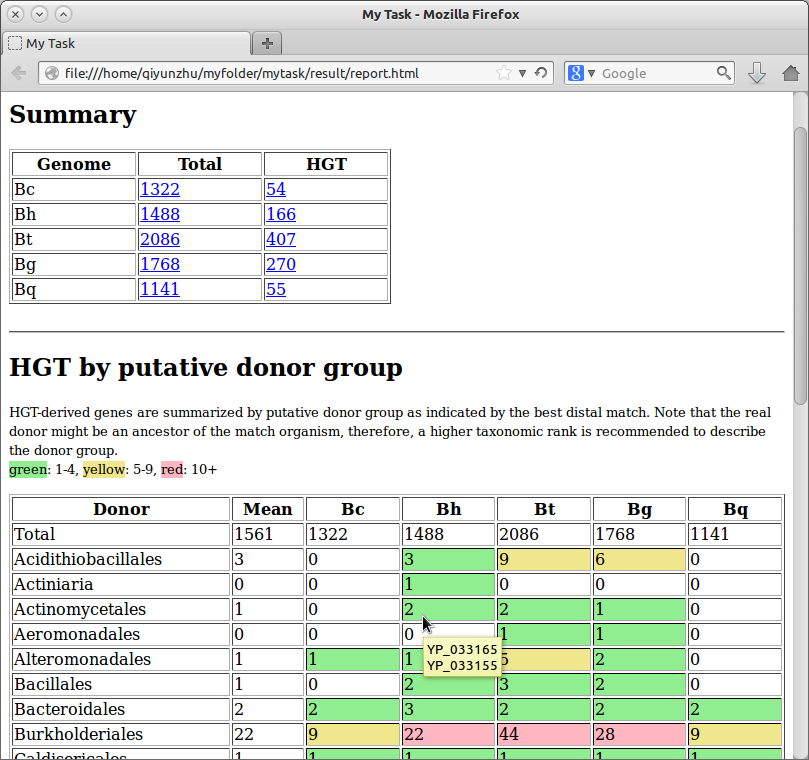 My Task - Mozilla Firefox
My Task
file:///home/qiyunzhu/myfolder/mytask/result/report.html
Google
Summary
Genome Total HGT
Bc 1322 54
Bh 1488 166
Bt 2086 407
Bg 1768 270
Bq 1141 55
HGT by putative donor group
HGT-derived genes are summarized by putative donor group as indicated by the best distal match. Note that the real
donor might be an ancestor of the match organism, therefore, a higher taxonomic rank is recommended to describe
the donor group.
green: 1-4, yellow: 5-9, red: 10+
Donor Mean Bc Bh Bt Bg Bq
Total 1561 1322 1488 2086 1768 1141
Acidithiobacillales 3 0 3 9 6 0
Actiniaria 0 0 1 0 0 0
Actinomycetales 1 0 2 2 1 0
Aeromonadales 0 0 0 1 1 0
YP_033165
YP_033155
Alteromonadales 1 1 1 5 2 0
Bacillales 1 0 2 3 2 0
Bacteroidales 2 2 3 2 2 2
Burkholderiales 22 9 22 44 28 9
Caldisericales 1 1 1 1 1 1